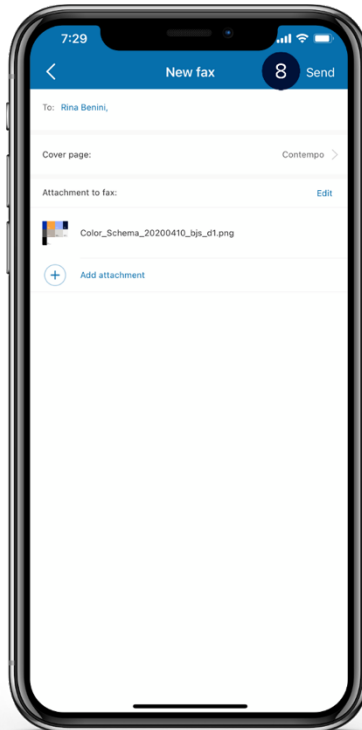 7:29
New fax
8 Send
To: Rina Benini,
Cover page: Contempo
Attachment to fax: Edit
Color_Schema_20200410_bjs_d1.png
Add attachment